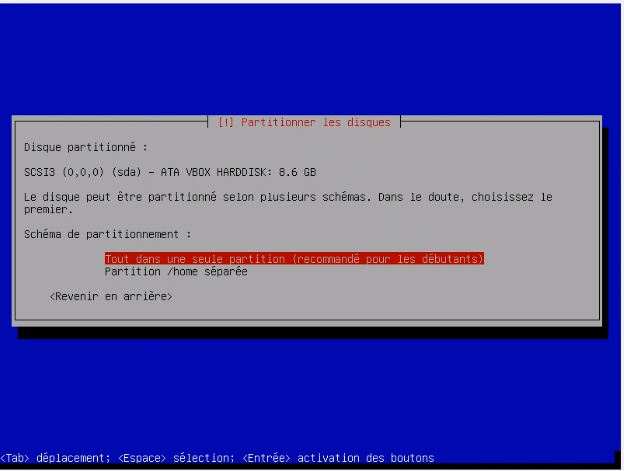 [!] Partitionner les disques
Disque partitionné :
SCSI3 (0,0,0) (sda) – ATA VBOX HARDDISK: 8.6 GB
Le disque peut être partitionné selon plusieurs schémas. Dans le doute, choisissez le
premier.
Schéma de partitionnement :
Tout dans une seule partition (recommandé pour les débutants)
Partition /home séparée
<Revenir en arrière>
<Tab> déplacement; <Espace> sélection; <Entrée> activation des boutons